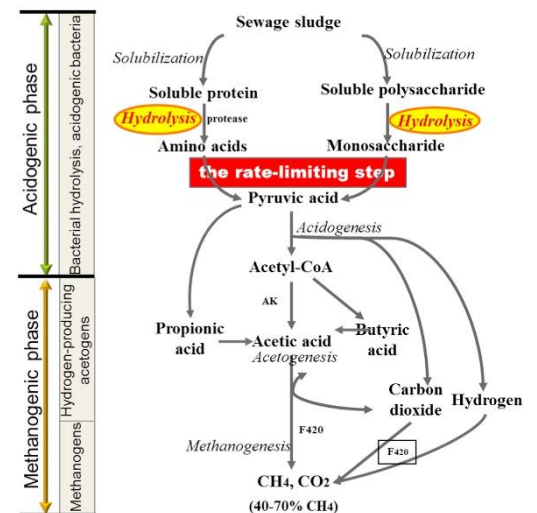 Sewage sludge
Solubilization
Solubilization
Soluble protein
Soluble polysaccharide
Hydrolysis
protease
Hydrolysis
Amino acids
Monosaccharide
the rate-limiting step
Pyruvic acid
Acidogenesis
Acetyl-CoA
AK
Propionic
acid
Acetic acid
Butyric
acid
Acetogenesis
Carbon
dioxide
Hydrogen
F420
F420
Methanogenesis
CH4, CO2
(40-70% CH4)
Acidogenic phase
Bacterial hydrolysis, acidogenic bacteria
Methanogenic phase
Hydrogen-producing
acetogens
Methanogens